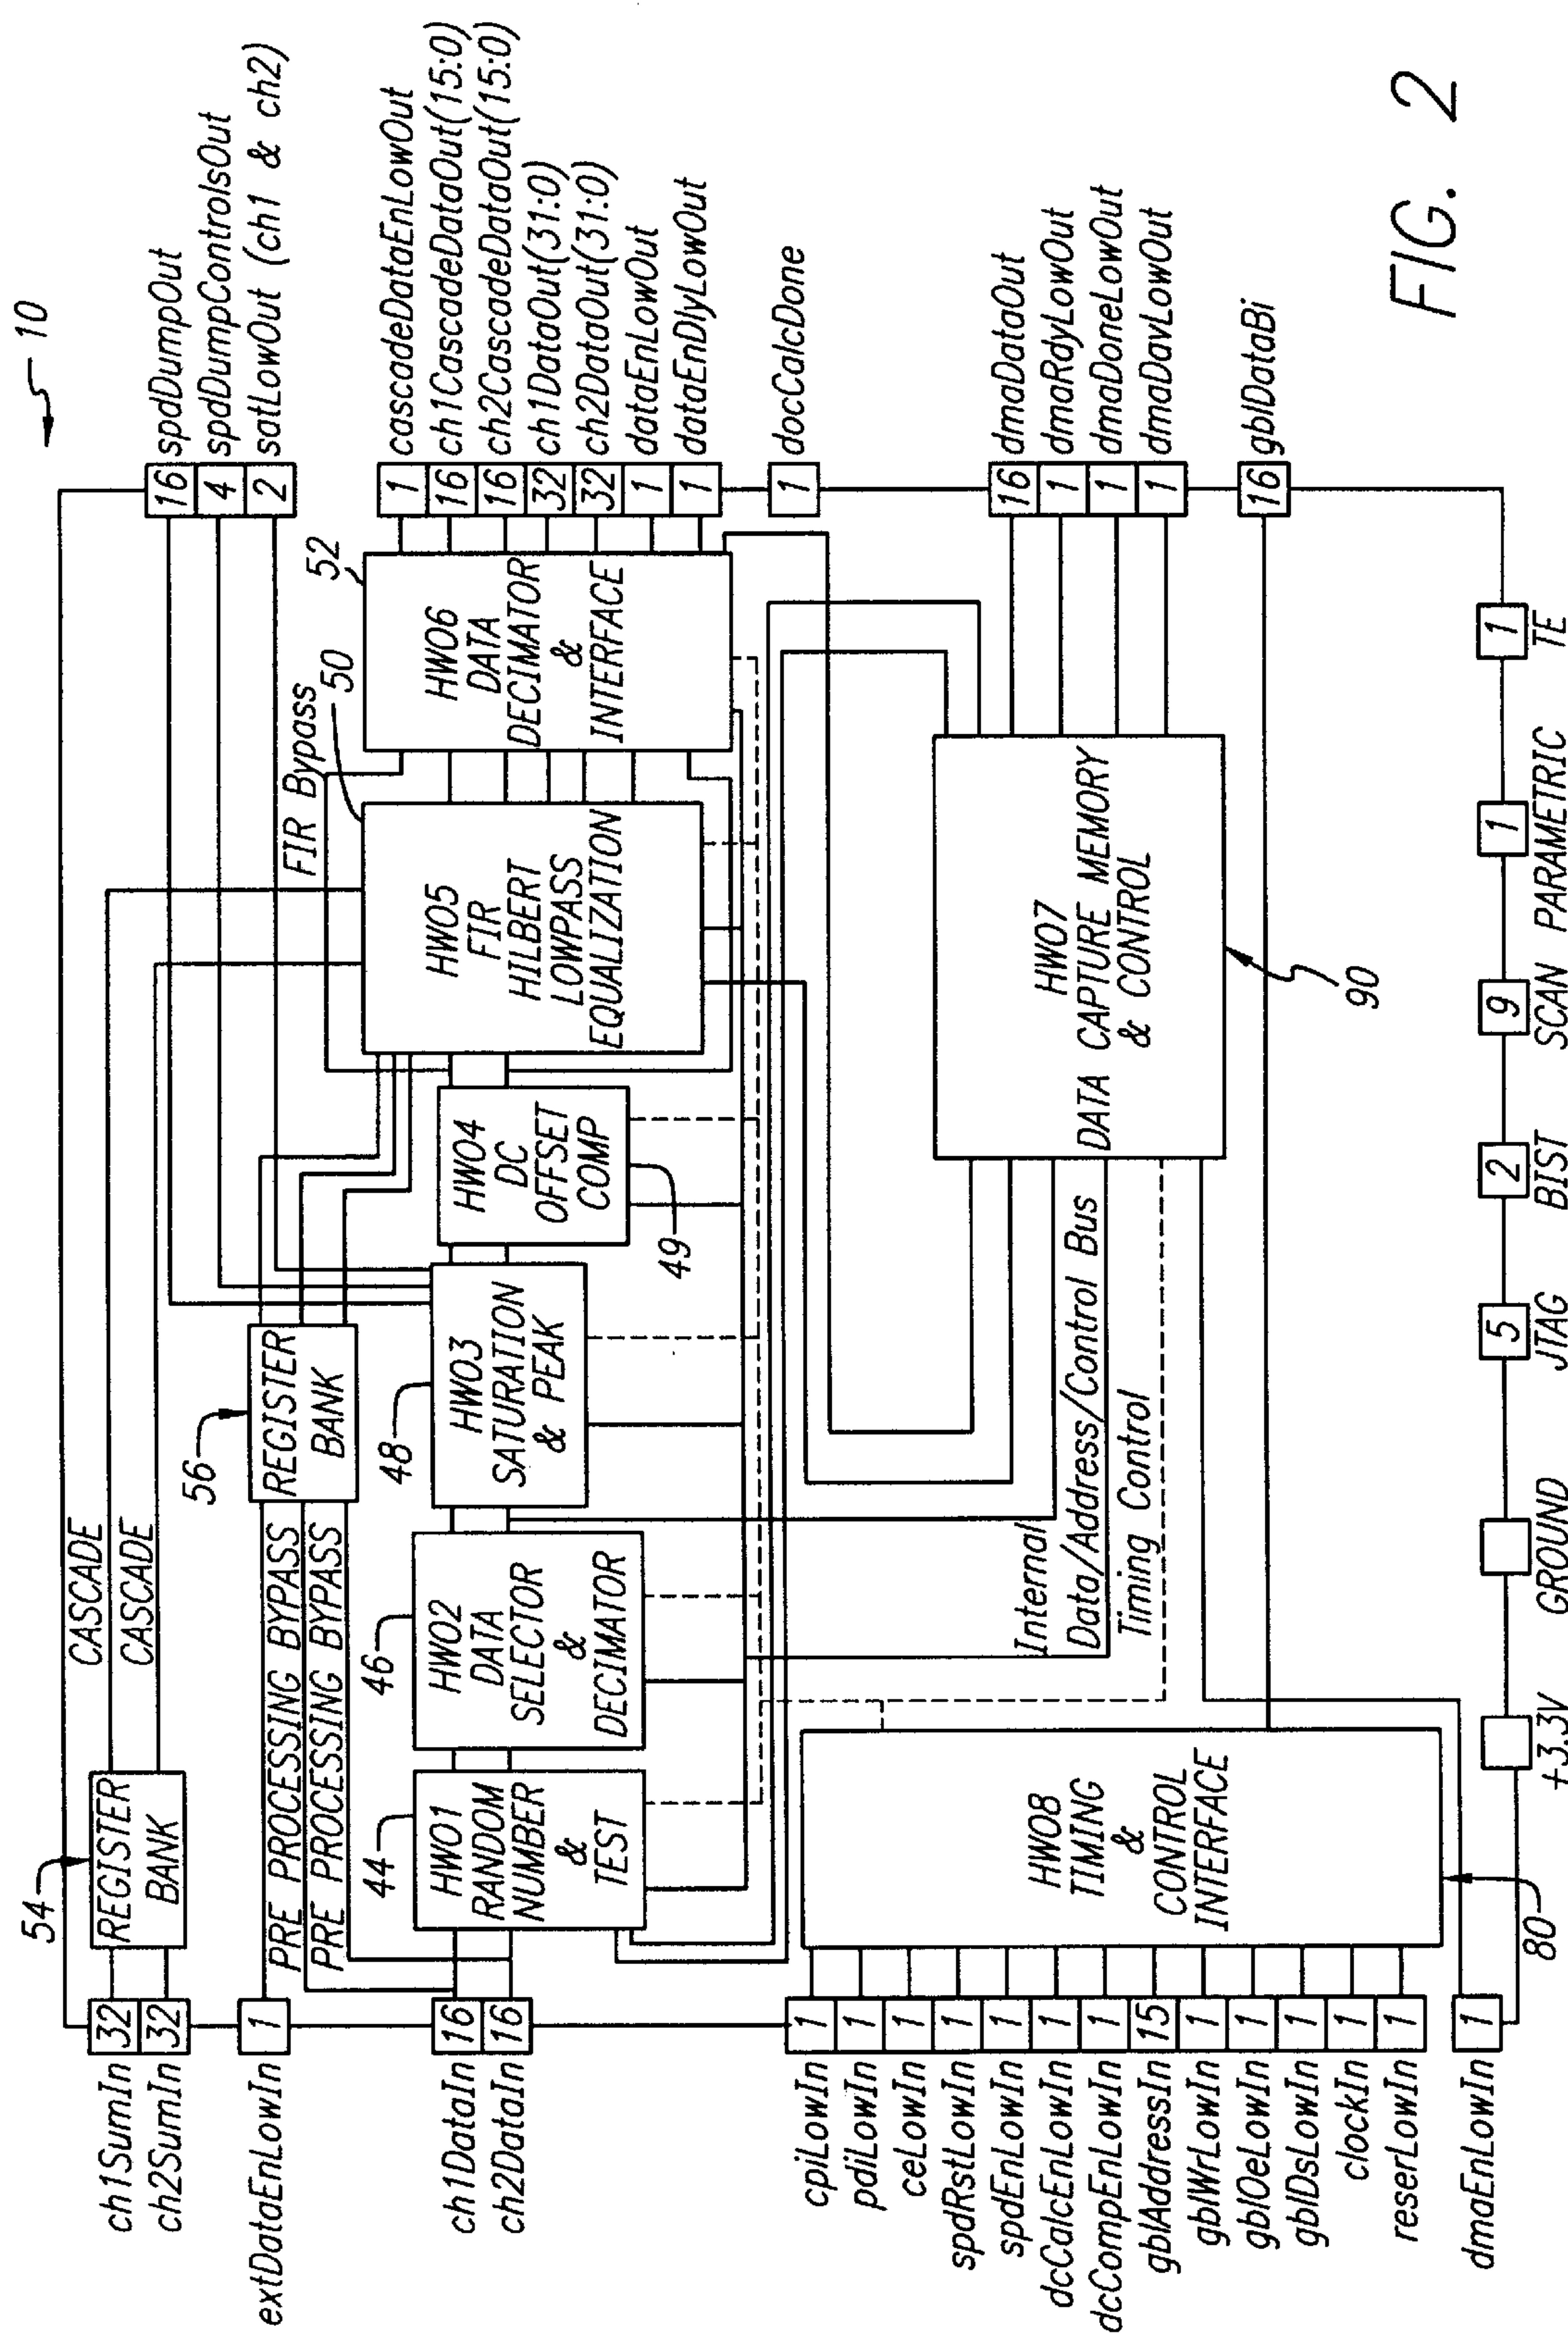 10
ch1SumIn
ch2SumIn
32
32
54
REGISTER
BANK
CASCADE
CASCADE
16
4
2
spdDumpOut
spdDumpControlsOut
satLowOut (ch1 & ch2)
extDataEnLowIn
1
PRE PROCESSING BYPASS
PRE PROCESSING BYPASS
56
REGISTER
BANK
FIR Bypass
ch1DataIn
ch2DataIn
16
16
44
HW01
RANDOM
NUMBER
&
TEST
46
HW02
DATA
SELECTOR
&
DECIMATOR
48
HW03
SATURATION
& PEAK
HW04
DC
OFFSET
COMP
49
50
HW05
FIR
HILBERT
LOWPASS
EQUALIZATION
52
HW06
DATA
DECIMATOR
&
INTERFACE
1
16
16
32
32
1
1
cascadeDataEnLowOut
ch1CascadeDataOut(15:0)
ch2CascadeDataOut(15:0)
ch1DataOut(31:0)
ch2DataOut(31:0)
dataEnLowOut
dataEnDlyLowOut
1
docCalcDone
cpiLowIn
pdiLowIn
ceLowIn
spdRstLowIn
spdEnLowIn
dcCalcEnLowIn
dcCompEnLowIn
gblAddressIn
gblWrLowIn
gblOeLowIn
gblDsLowIn
clockIn
reserLowIn
1
1
1
1
1
1
1
15
1
1
1
1
1
HW08
TIMING
&
CONTROL
INTERFACE
80
Internal
Data/Address/Control Bus
Timing Control
HW07
DATA CAPTURE MEMORY
& CONTROL
90
16
1
1
1
dmaDataOut
dmaRdyLowOut
dmaDoneLowOut
dmaDavLowOut
16
gblDataBi
dmaEnLowIn
1
5
2
9
1
1
+3.3V
GROUND
JTAG
BIST
SCAN
PARAMETRIC
TE
FIG. 2